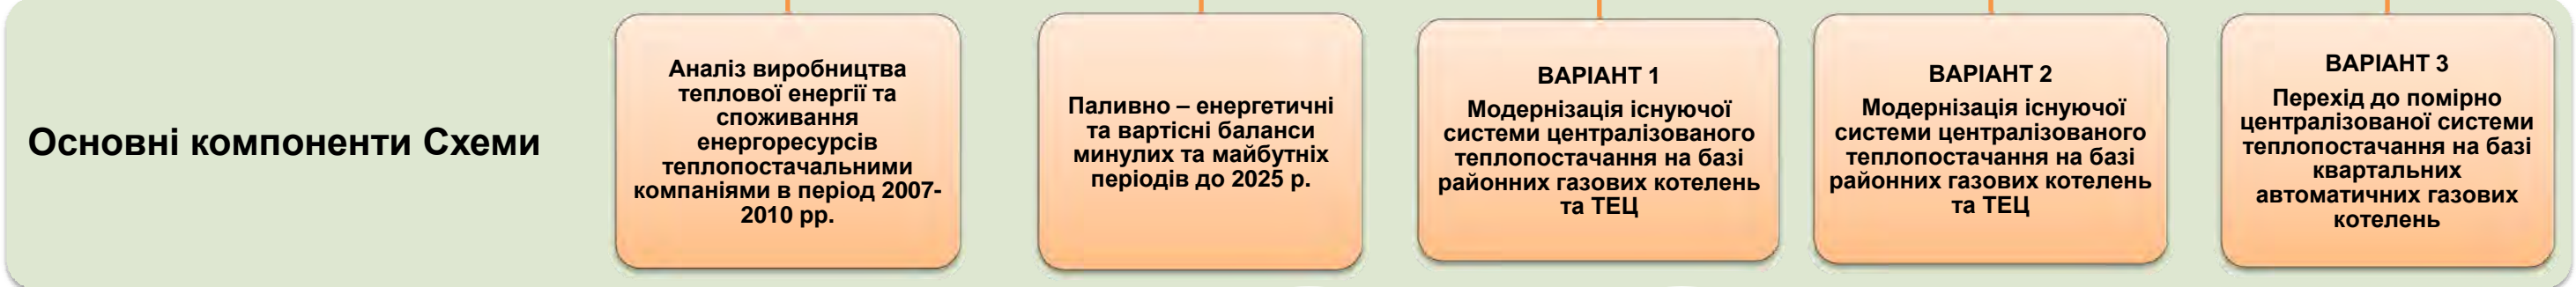 Основні компоненти Схеми
Аналіз виробництва
теплової енергії та
споживання
енергоресурсів
теплопостачальними
компаніями в період 2007-
2010 рр.
Паливно – енергетичні
та вартісні баланси
минулих та майбутніх
періодів до 2025 р.
ВАРІАНТ 1
Модернізація існуючої
системи централізованого
теплопостачання на базі
районних газових котелень
та ТЕЦ
ВАРІАНТ 2
Модернізація існуючої
системи централізованого
теплопостачання на базі
районних газових котелень
та ТЕЦ
ВАРІАНТ 3
Перехід до помірно
централізованої системи
теплопостачання на базі
квартальних
автоматичних газових
котелень